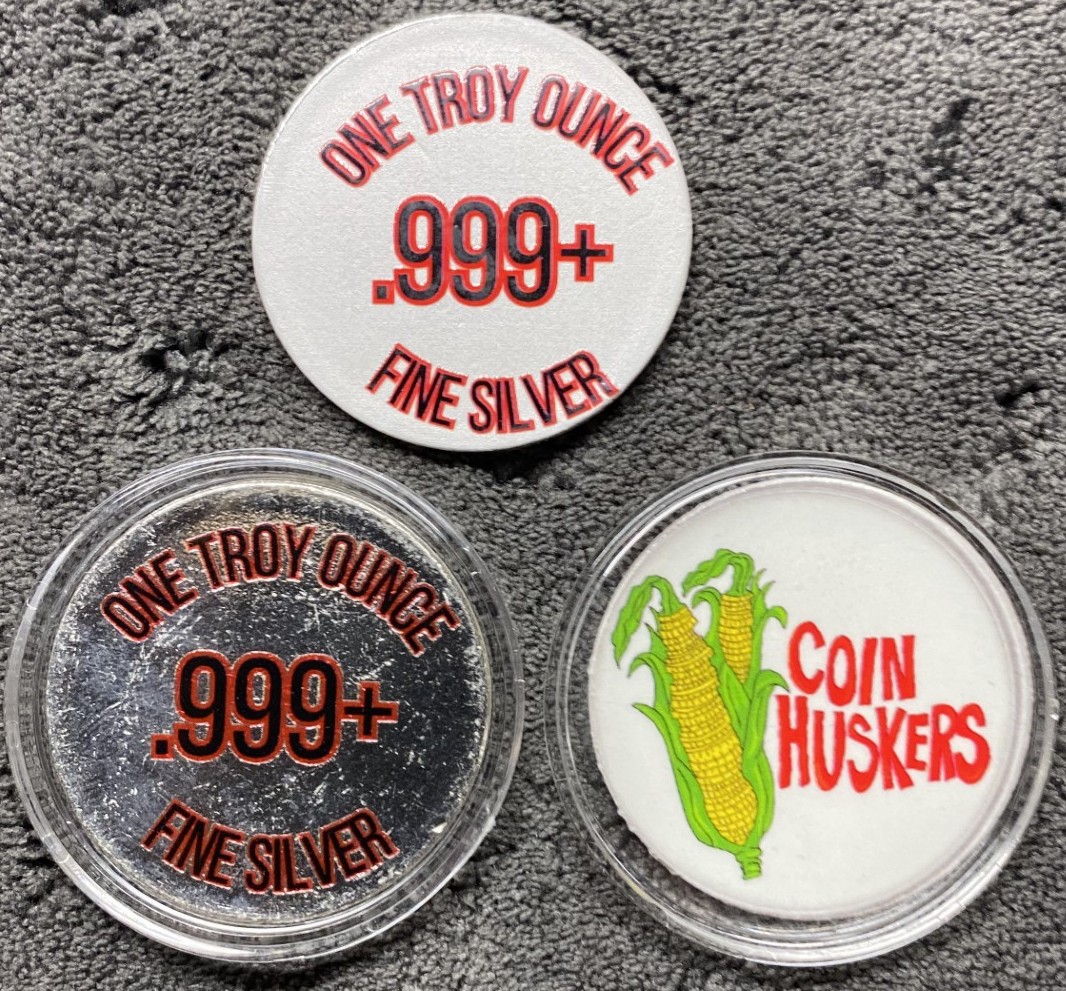 ONE TROY OUNCE
.999+
FINE SILVER
ONE TROY OUNCE
.999+
FINE SILVER
COIN
HUSKERS